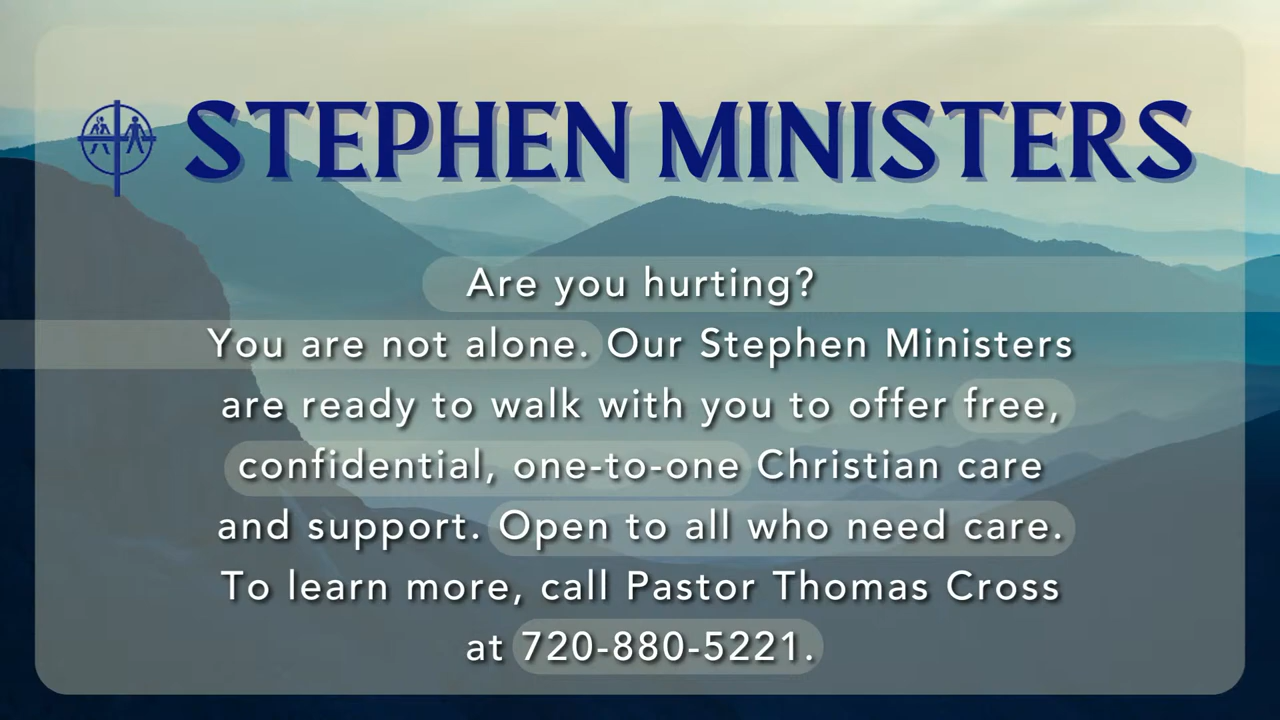 STEPHEN MINISTERS
Are you hurting?
You are not alone. Our Stephen Ministers
are ready to walk with you to offer free,
confidential, one-to-one Christian care
and support. Open to all who need care.
To learn more, call Pastor Thomas Cross
at 720-880-5221.